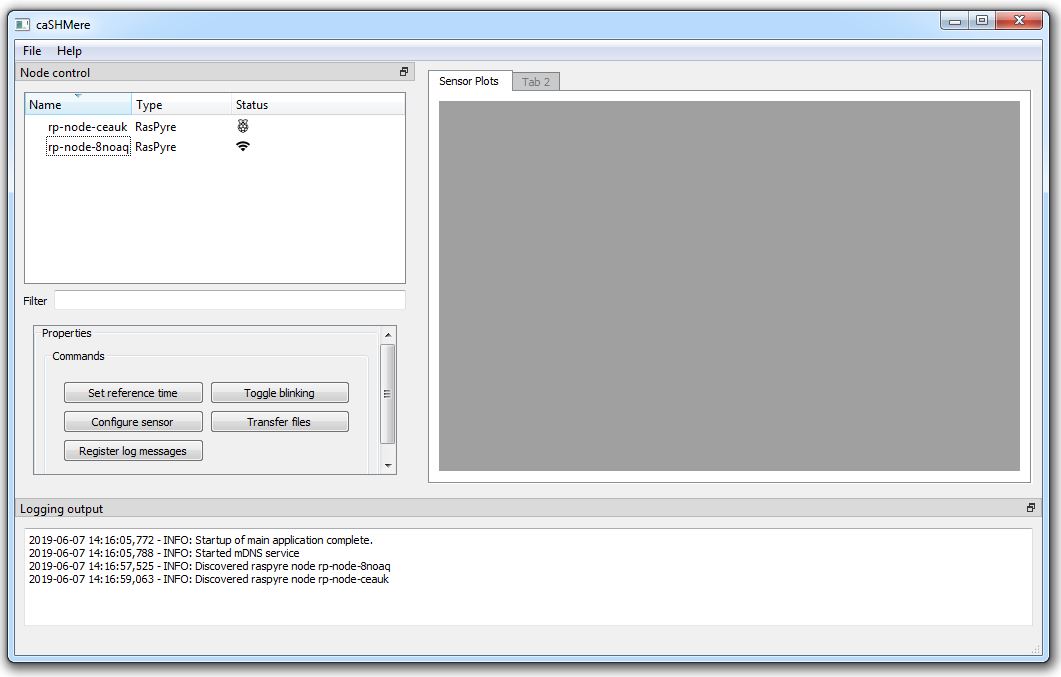 caSHMere
File Help
Node control
Name Type Status
rp-node-ceauk RasPyre
rp-node-8noaq RasPyre
Filter
Properties
Commands
Set reference time Toggle blinking
Configure sensor Transfer files
Register log messages
Sensor Plots Tab 2
Logging output
2019-06-07 14:16:05,772 - INFO: Startup of main application complete.
2019-06-07 14:16:05,788 - INFO: Started mDNS service
2019-06-07 14:16:57,525 - INFO: Discovered raspyre node rp-node-8noaq
2019-06-07 14:16:59,063 - INFO: Discovered raspyre node rp-node-ceauk